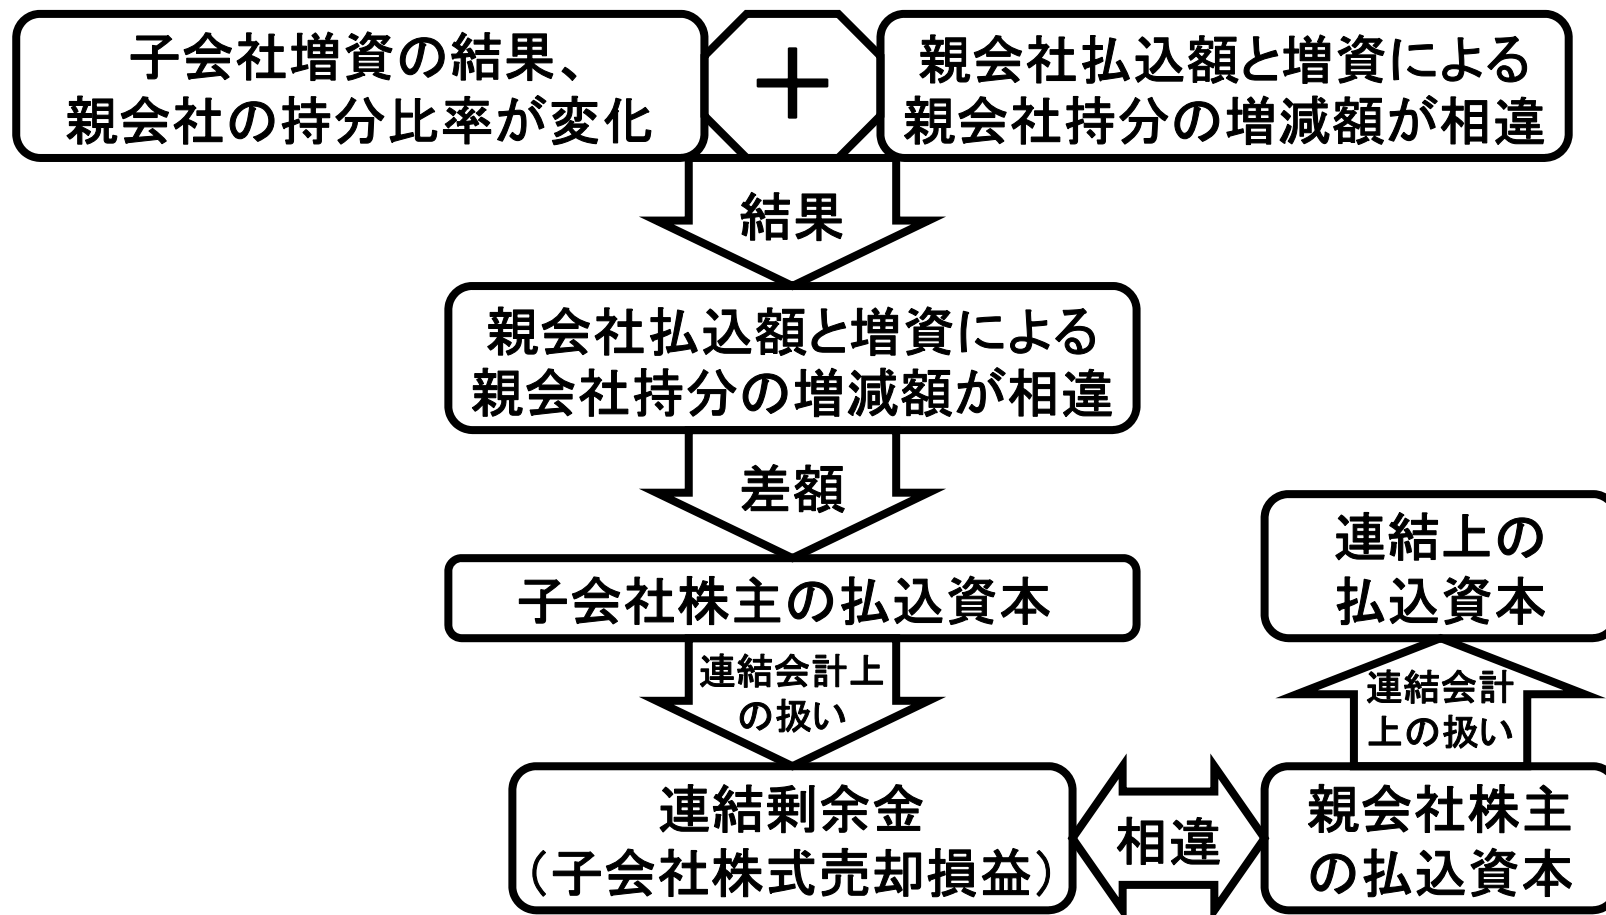 子会社増資の結果、
親会社の持分比率が変化
＋
親会社払込額と増資による
親会社持分の増減額が相違
結果
親会社払込額と増資による
親会社持分の増減額が相違
差額
子会社株主の払込資本
連結会計上
の扱い
連結剰余金
（子会社株式売却損益）
相違
親会社株主
の払込資本
連結会計
上の扱い
連結上の
払込資本